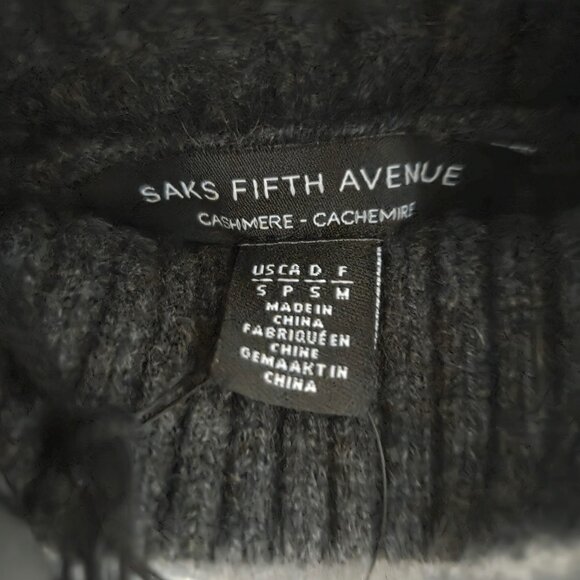 SAKS FIFTH AVENUE
CASHMERE - CACHEMIRE
US CA D F
S P S M
MADE IN
CHINA
FABRIQUÉ EN
CHINE
GEMAAKT IN
CHINA